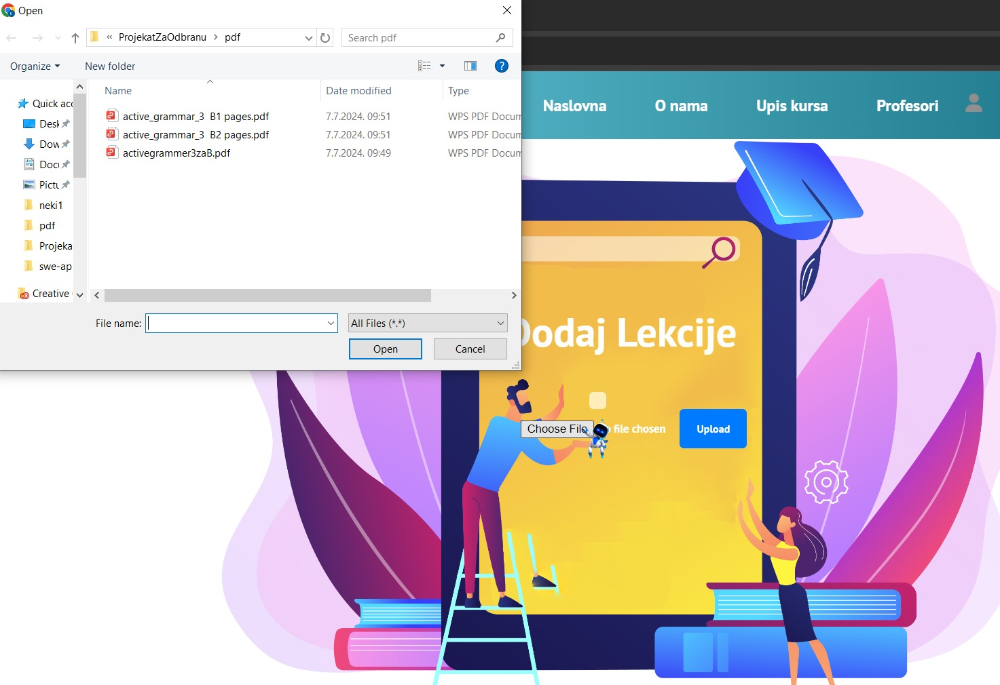 Open
« ProjekatZaOdbranu > pdf
Search pdf
Organize
New folder
?
Name
Date modified
Type
active_grammar_3  B1 pages.pdf 7.7.2024. 09:51 WPS PDF Docum
active_grammar_3  B2 pages.pdf 7.7.2024. 09:51 WPS PDF Docum
activegrammer3zaB.pdf 7.7.2024. 09:49 WPS PDF Docum
Quick acc
Desk
Dow
Docu
Pictu
neki1
pdf
Projeka
swe-ap
Creative
File name:
All Files (*.*)
Open
Cancel
Naslovna
O nama
Upis kursa
Profesori
Dodaj Lekcije
Choose File
file chosen
Upload